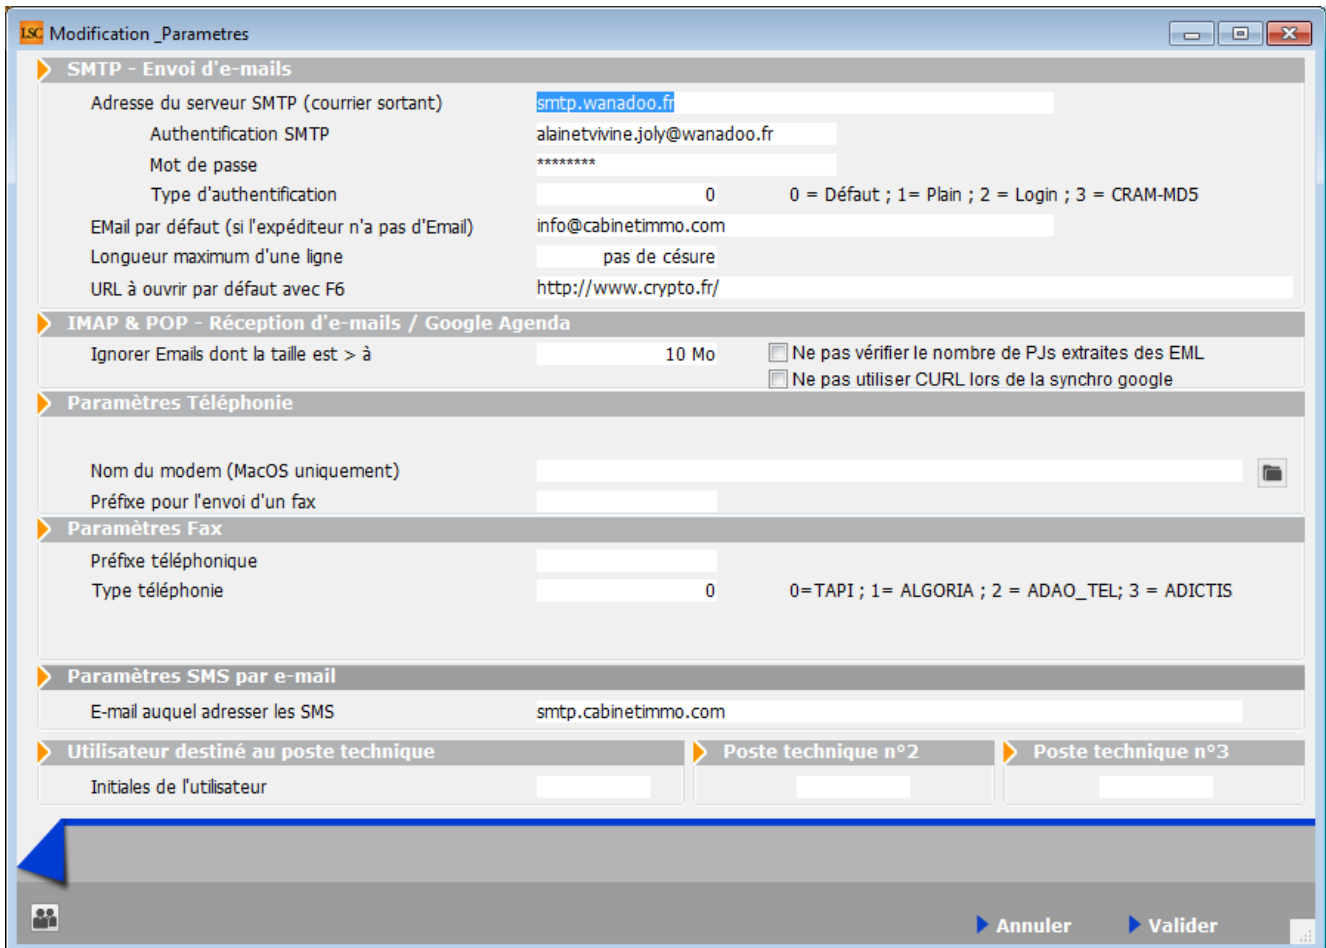 LSC Modification _Parametres
SMTP - Envoi d'e-mails
Adresse du serveur SMTP (courrier sortant) smtp.wanadoo.fr
Authentification SMTP alainetvivine.joly@wanadoo.fr
Mot de passe ********
Type d'authentification 0 0 = Défaut ; 1= Plain ; 2 = Login ; 3 = CRAM-MD5
EMail par défaut (si l'expéditeur n'a pas d'Email) info@cabinetimmo.com
Longueur maximum d'une ligne pas de césure
URL à ouvrir par défaut avec F6 http://www.crypto.fr/
IMAP & POP - Réception d'e-mails / Google Agenda
Ignorer Emails dont la taille est > à 10 Mo Ne pas vérifier le nombre de PJs extraites des EML
Ne pas utiliser CURL lors de la synchro google
Paramètres Téléphonie
Nom du modem (MacOS uniquement)
Préfixe pour l'envoi d'un fax
Paramètres Fax
Préfixe téléphonique
Type téléphonie 0 0=TAPI ; 1= ALGORIA ; 2 = ADAO_TEL; 3 = ADICTIS
Paramètres SMS par e-mail
E-mail auquel adresser les SMS smtp.cabinetimmo.com
Utilisateur destiné au poste technique Poste technique n°2 Poste technique n°3
Initiales de l'utilisateur
Annuler Valider